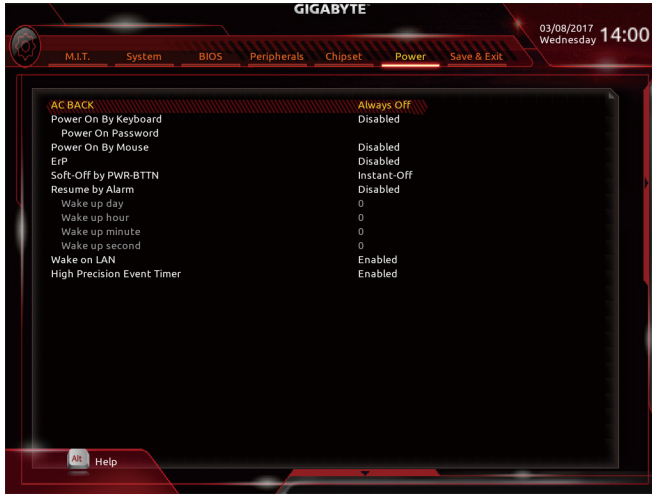 GIGABYTE™
03/08/2017
Wednesday 14:00
M.I.T. System BIOS Peripherals Chipset Power Save & Exit
AC BACK Always Off
Power On By Keyboard Disabled
Power On Password
Power On By Mouse Disabled
ErP Disabled
Soft-Off by PWR-BTTN Instant-Off
Resume by Alarm Disabled
Wake up day 0
Wake up hour 0
Wake up minute 0
Wake up second 0
Wake on LAN Enabled
High Precision Event Timer Enabled
Alt Help